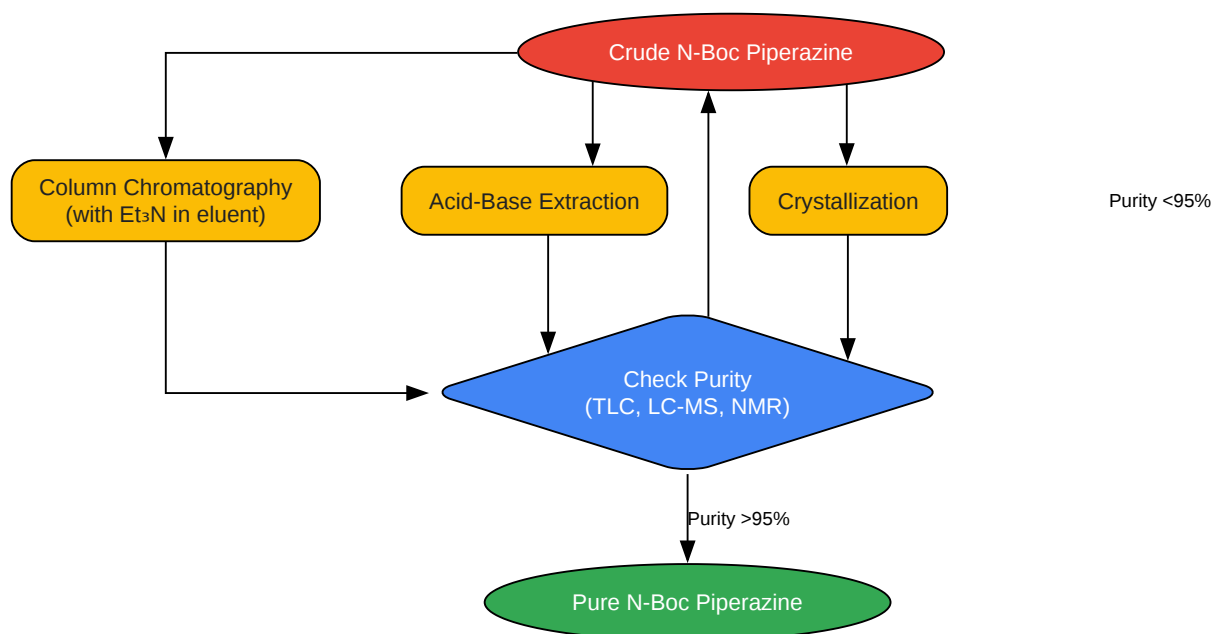 Crude N-Boc Piperazine
Column Chromatography
(with Et₃N in eluent)
Acid-Base Extraction
Crystallization
Purity <95%
Check Purity
(TLC, LC-MS, NMR)
Purity >95%
Pure N-Boc Piperazine